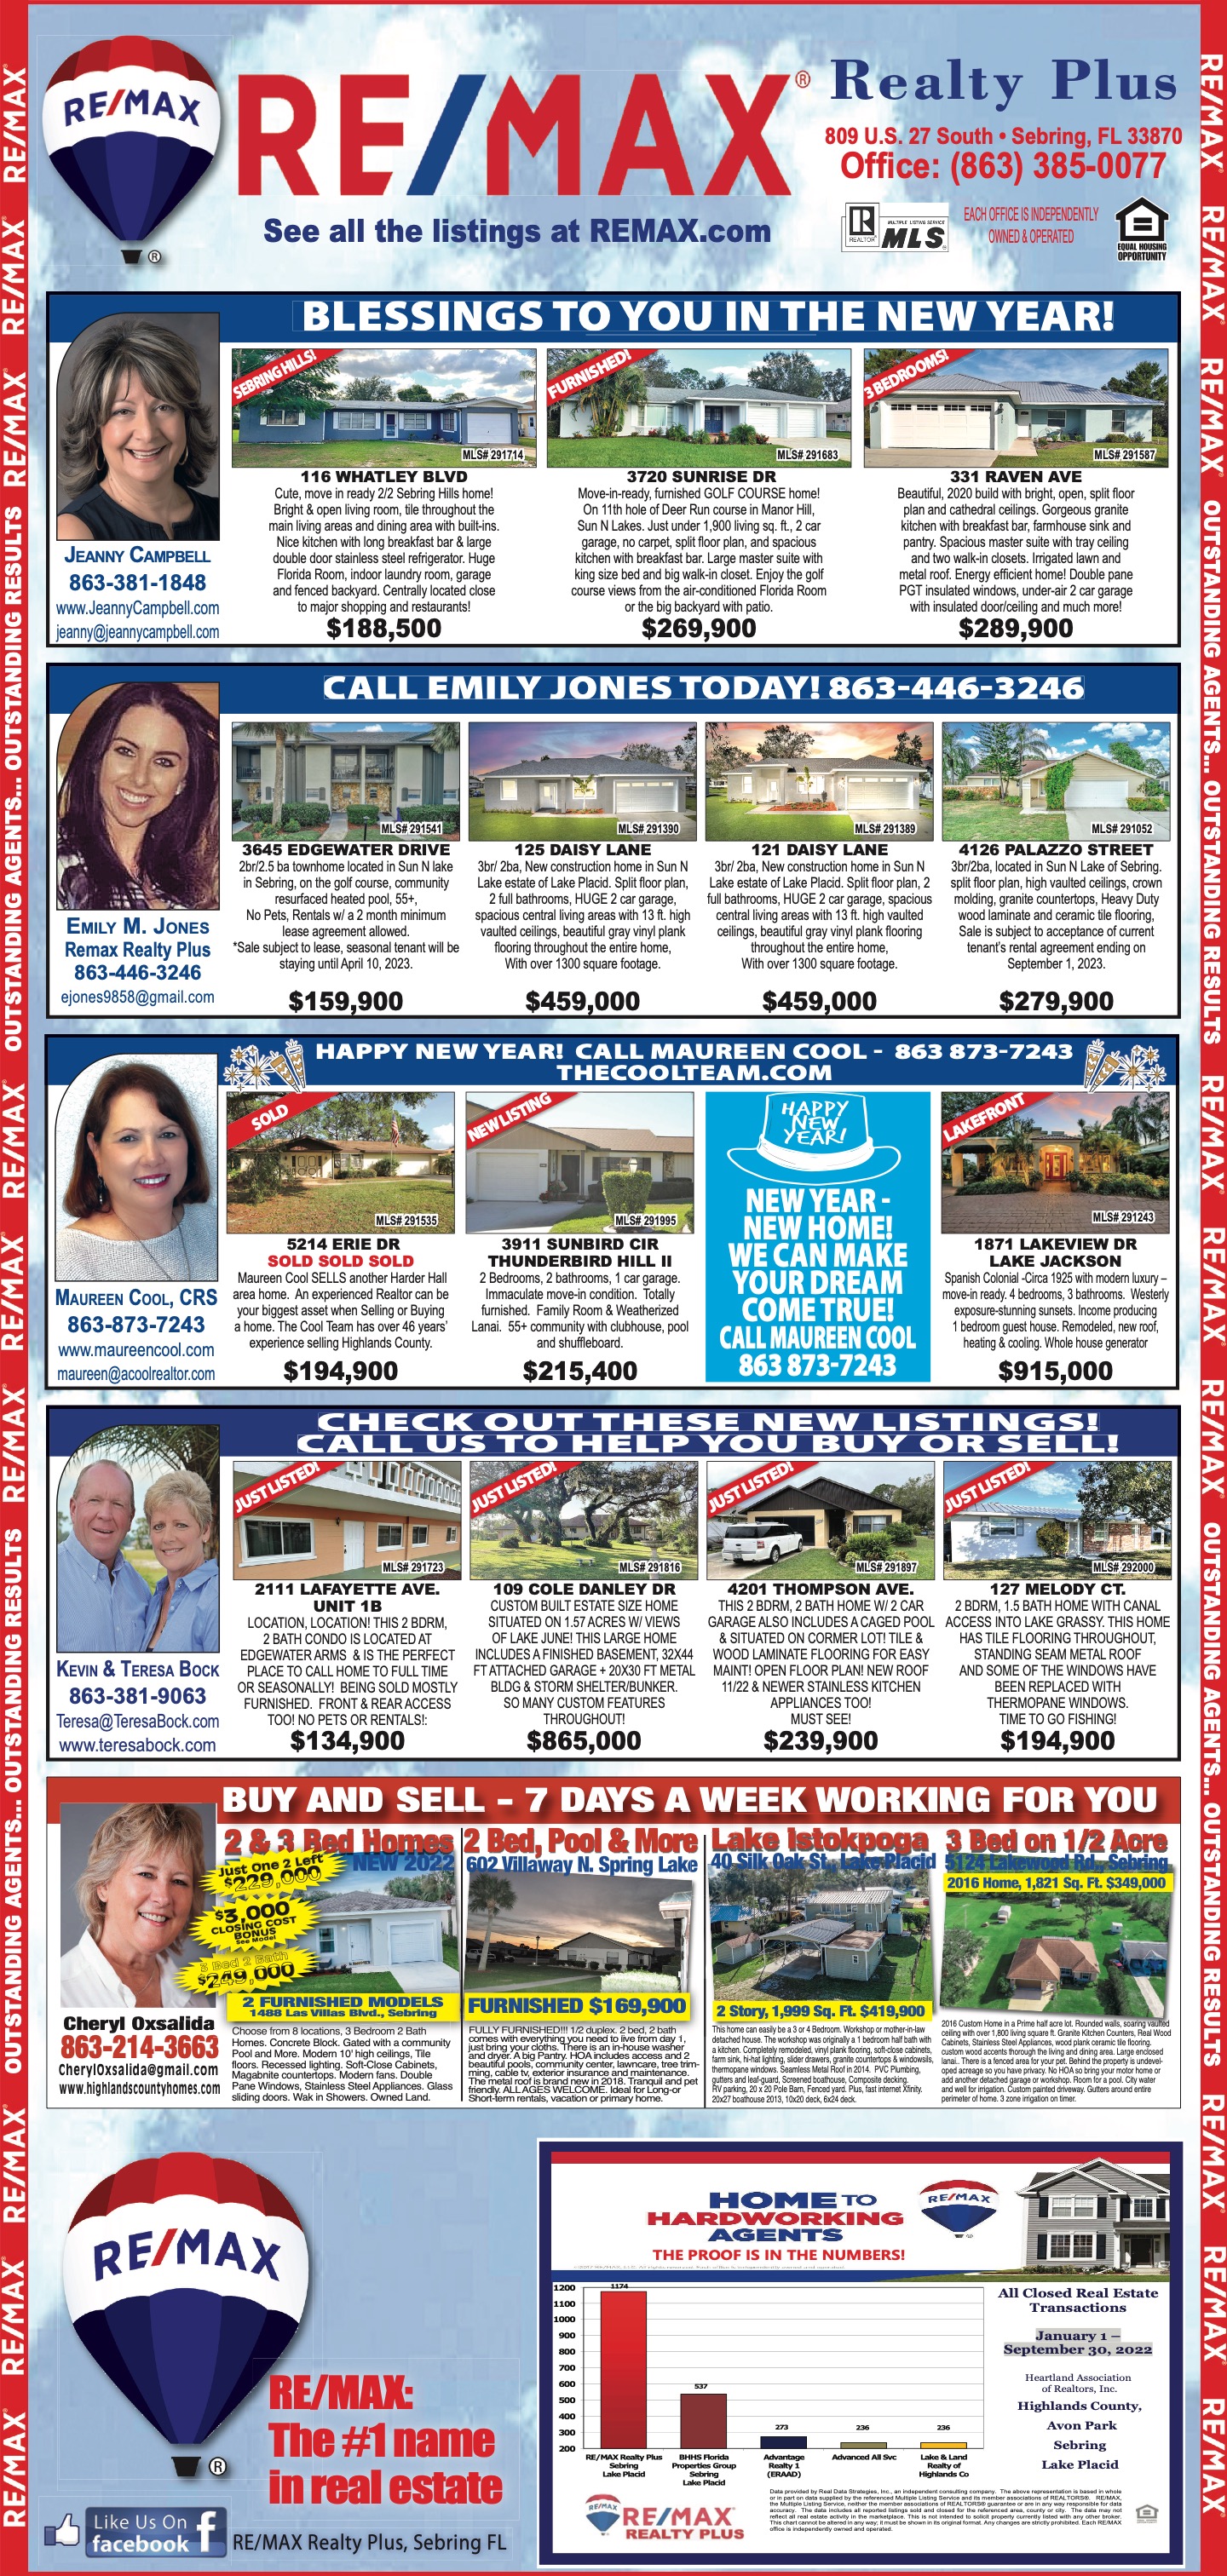 RE/MAX
RE/MAX®
Realty Plus
809 U.S. 27 South • Sebring, FL 33870
Office: (863) 385-0077
See all the listings at REMAX.com
REALTOR®
MULTIPLE LISTING SERVICE
MLS
EACH OFFICE IS INDEPENDENTLY
OWNED & OPERATED
EQUAL HOUSING
OPPORTUNITY
BLESSINGS TO YOU IN THE NEW YEAR!
JEANNY CAMPBELL
863-381-1848
www.JeannyCampbell.com
jeanny@jeannycampbell.com
SEBRING HILLS!
MLS# 291714
116 WHATLEY BLVD
Cute, move in ready 2/2 Sebring Hills home!
Bright & open living room, tile throughout the
main living areas and dining area with built-ins.
Nice kitchen with long breakfast bar & large
double door stainless steel refrigerator. Huge
Florida Room, indoor laundry room, garage
and fenced backyard. Centrally located close
to major shopping and restaurants!
$188,500
FURNISHED!
MLS# 291683
3720 SUNRISE DR
Move-in-ready, furnished GOLF COURSE home!
On 11th hole of Deer Run course in Manor Hill,
Sun N Lakes. Just under 1,900 living sq. ft., 2 car
garage, no carpet, split floor plan, and spacious
kitchen with breakfast bar. Large master suite with
king size bed and big walk-in closet. Enjoy the golf
course views from the air-conditioned Florida Room
or the big backyard with patio.
$269,900
3 BEDROOMS!
MLS# 291587
331 RAVEN AVE
Beautiful, 2020 build with bright, open, split floor
plan and cathedral ceilings. Gorgeous granite
kitchen with breakfast bar, farmhouse sink and
pantry. Spacious master suite with tray ceiling
and two walk-in closets. Irrigated lawn and
metal roof. Energy efficient home! Double pane
PGT insulated windows, under-air 2 car garage
with insulated door/ceiling and much more!
$289,900
CALL EMILY JONES TODAY! 863-446-3246
EMILY M. JONES
Remax Realty Plus
863-446-3246
ejones9858@gmail.com
MLS# 291541
3645 EDGEWATER DRIVE
2br/2.5 ba townhome located in Sun N lake
in Sebring, on the golf course, community
resurfaced heated pool, 55+,
No Pets, Rentals w/ a 2 month minimum
lease agreement allowed.
*Sale subject to lease, seasonal tenant will be
staying until April 10, 2023.
$159,900
MLS# 291390
125 DAISY LANE
3br/ 2ba, New construction home in Sun N
Lake estate of Lake Placid. Split floor plan,
2 full bathrooms, HUGE 2 car garage,
spacious central living areas with 13 ft. high
vaulted ceilings, beautiful gray vinyl plank
flooring throughout the entire home,
With over 1300 square footage.
$459,000
MLS# 291389
121 DAISY LANE
3br/ 2ba, New construction home in Sun N
Lake estate of Lake Placid. Split floor plan, 2
full bathrooms, HUGE 2 car garage, spacious
central living areas with 13 ft. high vaulted
ceilings, beautiful gray vinyl plank flooring
throughout the entire home,
With over 1300 square footage.
$459,000
MLS# 291052
4126 PALAZZO STREET
3br/2ba, located in Sun N Lake of Sebring.
split floor plan, high vaulted ceilings, crown
molding, granite countertops, Heavy Duty
wood laminate and ceramic tile flooring,
Sale is subject to acceptance of current
tenant's rental agreement ending on
September 1, 2023.
$279,900
HAPPY NEW YEAR! CALL MAUREEN COOL - 863 873-7243
THECOOLTEAM.COM
MAUREEN COOL, CRS
863-873-7243
www.maureencool.com
maureen@acoolrealtor.com
SOLD
MLS# 291535
5214 ERIE DR
SOLD SOLD SOLD
Maureen Cool SELLS another Harder Hall
area home. An experienced Realtor can be
your biggest asset when Selling or Buying
a home. The Cool Team has over 46 years'
experience selling Highlands County.
$194,900
NEW LISTING
MLS# 291995
3911 SUNBIRD CIR
THUNDERBIRD HILL II
2 Bedrooms, 2 bathrooms, 1 car garage.
Immaculate move-in condition. Totally
furnished. Family Room & Weatherized
Lanai. 55+ community with clubhouse, pool
and shuffleboard.
$215,400
HAPPY
NEW
YEAR!
NEW YEAR -
NEW HOME!
WE CAN MAKE
YOUR DREAM
COME TRUE!
CALL MAUREEN COOL
863 873-7243
LAKEFRONT
MLS# 291243
1871 LAKEVIEW DR
LAKE JACKSON
Spanish Colonial -Circa 1925 with modern luxury –
move-in ready. 4 bedrooms, 3 bathrooms. Westerly
exposure-stunning sunsets. Income producing
1 bedroom guest house. Remodeled, new roof,
heating & cooling. Whole house generator
$915,000
CHECK OUT THESE NEW LISTINGS!
CALL US TO HELP YOU BUY OR SELL!
KEVIN & TERESA BOCK
863-381-9063
Teresa@TeresaBock.com
www.teresabock.com
JUST LISTED!
MLS# 291723
2111 LAFAYETTE AVE.
UNIT 1B
LOCATION, LOCATION! THIS 2 BDRM,
2 BATH CONDO IS LOCATED AT
EDGEWATER ARMS & IS THE PERFECT
PLACE TO CALL HOME TO FULL TIME
OR SEASONALLY! BEING SOLD MOSTLY
FURNISHED. FRONT & REAR ACCESS
TOO! NO PETS OR RENTALS!:
$134,900
JUST LISTED!
MLS# 291816
109 COLE DANLEY DR
CUSTOM BUILT ESTATE SIZE HOME
SITUATED ON 1.57 ACRES W/ VIEWS
OF LAKE JUNE! THIS LARGE HOME
INCLUDES A FINISHED BASEMENT, 32X44
FT ATTACHED GARAGE + 20X30 FT METAL
BLDG & STORM SHELTER/BUNKER.
SO MANY CUSTOM FEATURES
THROUGHOUT!
$865,000
JUST LISTED!
MLS# 291897
4201 THOMPSON AVE.
THIS 2 BDRM, 2 BATH HOME W/ 2 CAR
GARAGE ALSO INCLUDES A CAGED POOL
& SITUATED ON CORMER LOT! TILE &
WOOD LAMINATE FLOORING FOR EASY
MAINT! OPEN FLOOR PLAN! NEW ROOF
11/22 & NEWER STAINLESS KITCHEN
APPLIANCES TOO!
MUST SEE!
$239,900
JUST LISTED!
MLS# 292000
127 MELODY CT.
2 BDRM, 1.5 BATH HOME WITH CANAL
ACCESS INTO LAKE GRASSY. THIS HOME
HAS TILE FLOORING THROUGHOUT,
STANDING SEAM METAL ROOF
AND SOME OF THE WINDOWS HAVE
BEEN REPLACED WITH
THERMOPANE WINDOWS.
TIME TO GO FISHING!
$194,900
BUY AND SELL - 7 DAYS A WEEK WORKING FOR YOU
Cheryl Oxsalida
863-214-3663
CherylOxsalida@gmail.com
www.highlandscountyhomes.com
2 & 3 Bed Homes
NEW 2022
Just One 2 Left
$229,000
$3,000
CLOSING COST
BONUS
See Model
3 Bed 2 Bath
$249,000
2 FURNISHED MODELS
1488 Las Villas Blvd., Sebring
Choose from 8 locations, 3 Bedroom 2 Bath
Homes. Concrete Block. Gated with a community
Pool and More. Modern 10' high ceilings, Tile
floors. Recessed lighting. Soft-Close Cabinets,
Magabnite countertops. Modern fans. Double
Pane Windows, Stainless Steel Appliances. Glass
sliding doors. Wak in Showers. Owned Land.
2 Bed, Pool & More
602 Villaway N. Spring Lake
FURNISHED $169,900
FULLY FURNISHED!!! 1/2 duplex. 2 bed, 2 bath
comes with everything you need to live from day 1,
just bring your cloths. There is an in-house washer
and dryer. A big Pantry. HOA includes access and 2
beautiful pools, community center, lawncare, tree trim-
ming, cable tv, exterior insurance and maintenance.
The metal roof is brand new in 2018. Tranquil and pet
friendly. ALL AGES WELCOME. Ideal for Long-or
Short-term rentals, vacation or primary home.
Lake Istokpoga
40 Silk Oak St., Lake Placid
2 Story, 1,999 Sq. Ft. $419,900
This home can easily be a 3 or 4 Bedroom. Workshop or mother-in-law
detached house. The workshop was originally a 1 bedroom half bath with
a kitchen. Completely remodeled, vinyl plank flooring, soft-close cabinets,
farm sink, hi-hat lighting, slider drawers, granite countertops & windowsils,
thermopane windows. Seamless Metal Roof in 2014. PVC Plumbing,
gutters and leaf-guard, Screened boathouse, Composite decking.
RV parking, 20 x 20 Pole Barn, Fenced yard. Plus, fast internet Xfinity.
20x27 boathouse 2013, 10x20 deck, 6x24 deck.
3 Bed on 1/2 Acre
5124 Lakewood Rd., Sebring
2016 Home, 1,821 Sq. Ft. $349,000
2016 Custom Home in a Prime half acre lot. Rounded walls, soaring vaulted
ceiling with over 1,800 living square ft. Granite Kitchen Counters, Real Wood
Cabinets, Stainless Steel Appliances, wood plank ceramic tile flooring,
custom wood accents thorough the living and dining area. Large enclosed
lanai.. There is a fenced area for your pet. Behind the property is undevel-
oped acreage so you have privacy. No HOA so bring your motor home or
add another detached garage or workshop. Room for a pool. City water
and well for irrigation. Custom painted driveway. Gutters around entire
perimeter of home. 3 zone irrigation on timer.
RE/MAX
RE/MAX:
The #1 name
in real estate
Like Us On
facebook
RE/MAX Realty Plus, Sebring FL
HOME TO
HARDWORKING
AGENTS
THE PROOF IS IN THE NUMBERS!
RE/MAX
1200
1100
1000
900
800
700
600
500
400
300
200
1174
537
273
236
236
RE/MAX Realty Plus
Sebring
Lake Placid
BHHS Florida
Properties Group
Sebring
Lake Placid
Advantage
Realty 1
(ERAAD)
Advanced All Svc
Lake & Land
Realty of
Highlands Co
All Closed Real Estate
Transactions
January 1 –
September 30, 2022
Heartland Association
of Realtors, Inc.
Highlands County,
Avon Park
Sebring
Lake Placid
RE/MAX
RE/MAX
REALTY PLUS
Data provided by Real Data Strategies, Inc., an independent consulting company. The above representation is based in whole
or in part on data supplied by the referenced Multiple Listing Service and its member associations of REALTORS®. RE/MAX,
the Multiple Listing Service, neither the member associations of REALTORS® guarantee or are in any way responsible for data
accuracy. The data includes all reported listings sold and closed for the referenced area, county or city. The data may not
reflect all real estate activity in the marketplace. This is not intended to solicit property currently listed with any other broker.
This chart cannot be altered in any way; it must be shown in its original format. Any changes are strictly prohibited. Each RE/MAX
office is independently owned and operated.
RE/MAX RE/MAX RE/MAX OUTSTANDING AGENTS... OUTSTANDING RESULTS RE/MAX RE/MAX RE/MAX OUTSTANDING AGENTS... OUTSTANDING RESULTS RE/MAX RE/MAX RE/MAX
RE/MAX RE/MAX RE/MAX OUTSTANDING AGENTS... OUTSTANDING RESULTS RE/MAX RE/MAX RE/MAX OUTSTANDING AGENTS... OUTSTANDING RESULTS RE/MAX RE/MAX RE/MAX